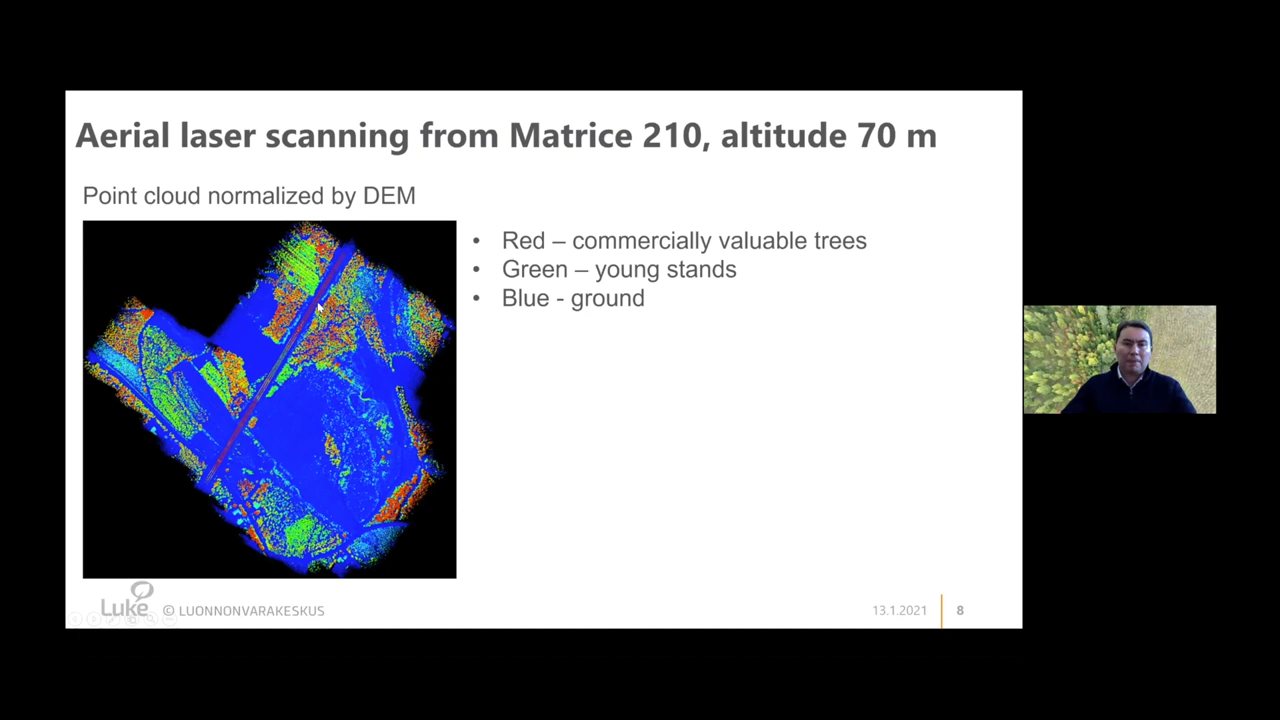 Aerial laser scanning from Matrice 210, altitude 70 m
Point cloud normalized by DEM
• Red – commercially valuable trees
• Green – young stands
• Blue - ground
Luke © LUONNONVARAKESKUS
13.1.2021 8